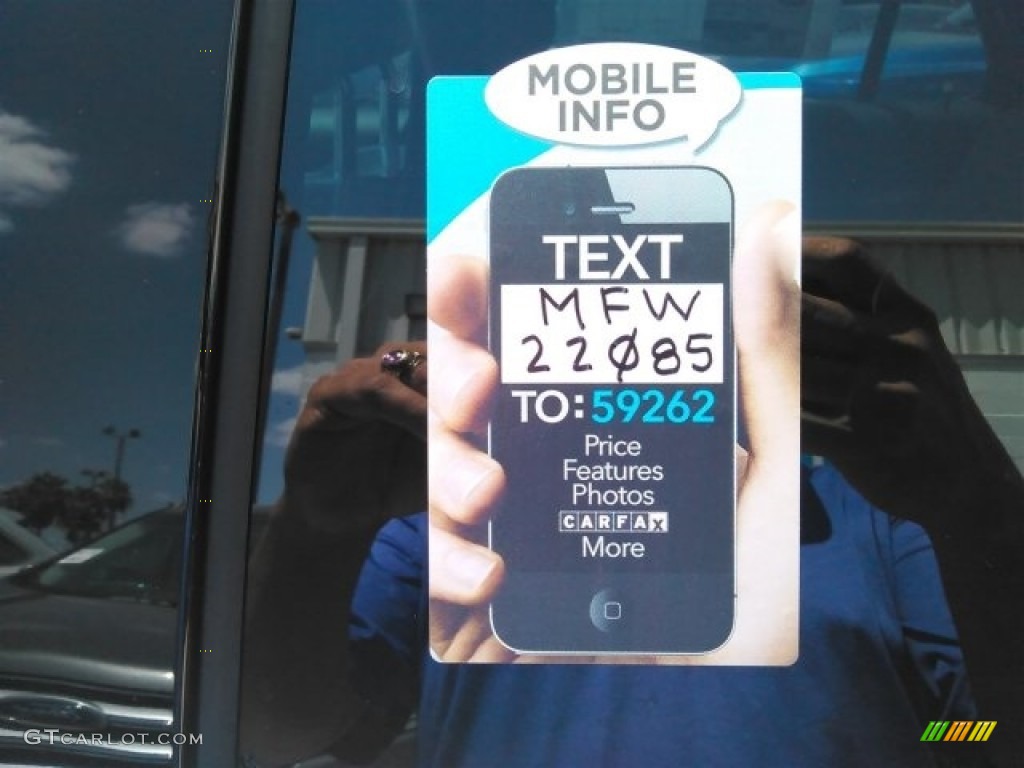 MOBILE
INFO
TEXT
MFW
22085
TO: 59262
Price
Features
Photos
CARFAX
More
GTCARLOT.COM